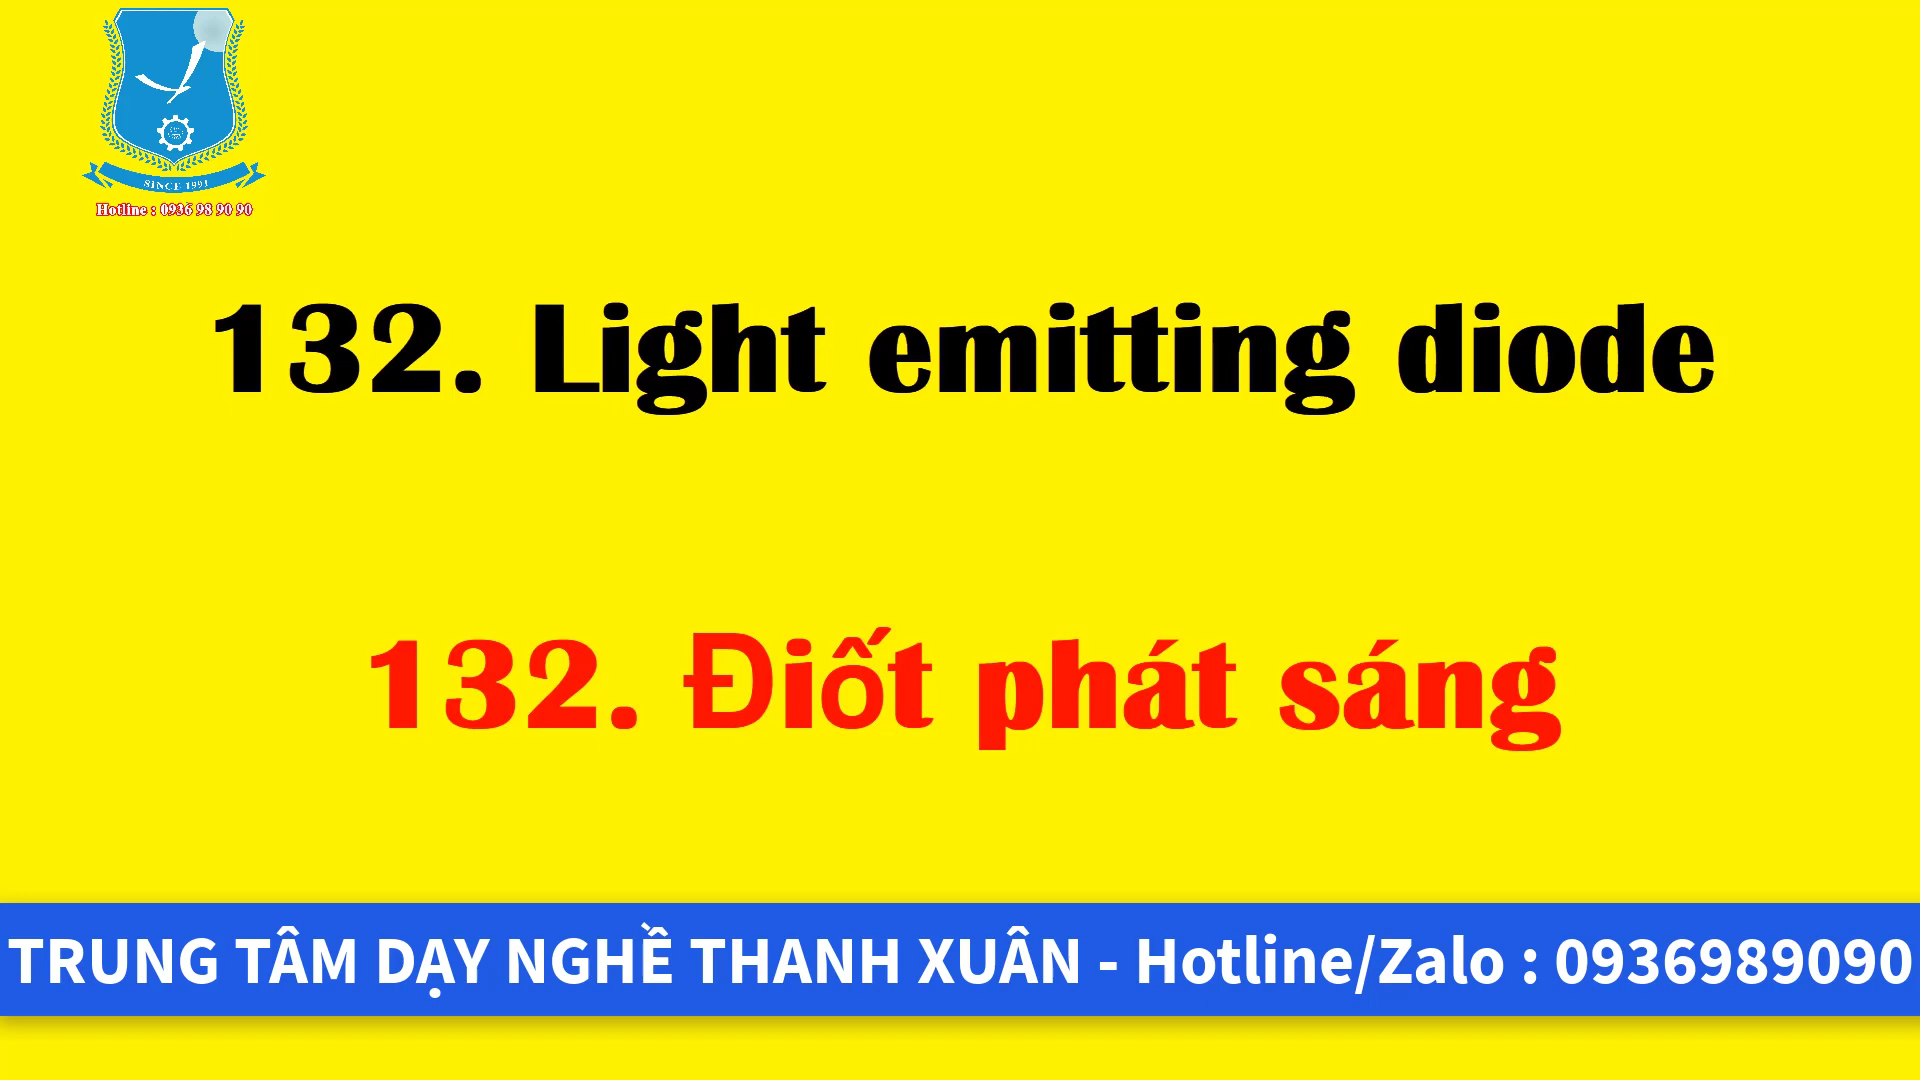 SINCE 1991
Hotline : 0936 98 90 90
132. Light emitting diode
132. Điốt phát sáng
TRUNG TÂM DẠY NGHỀ THANH XUÂN - Hotline/Zalo : 0936989090